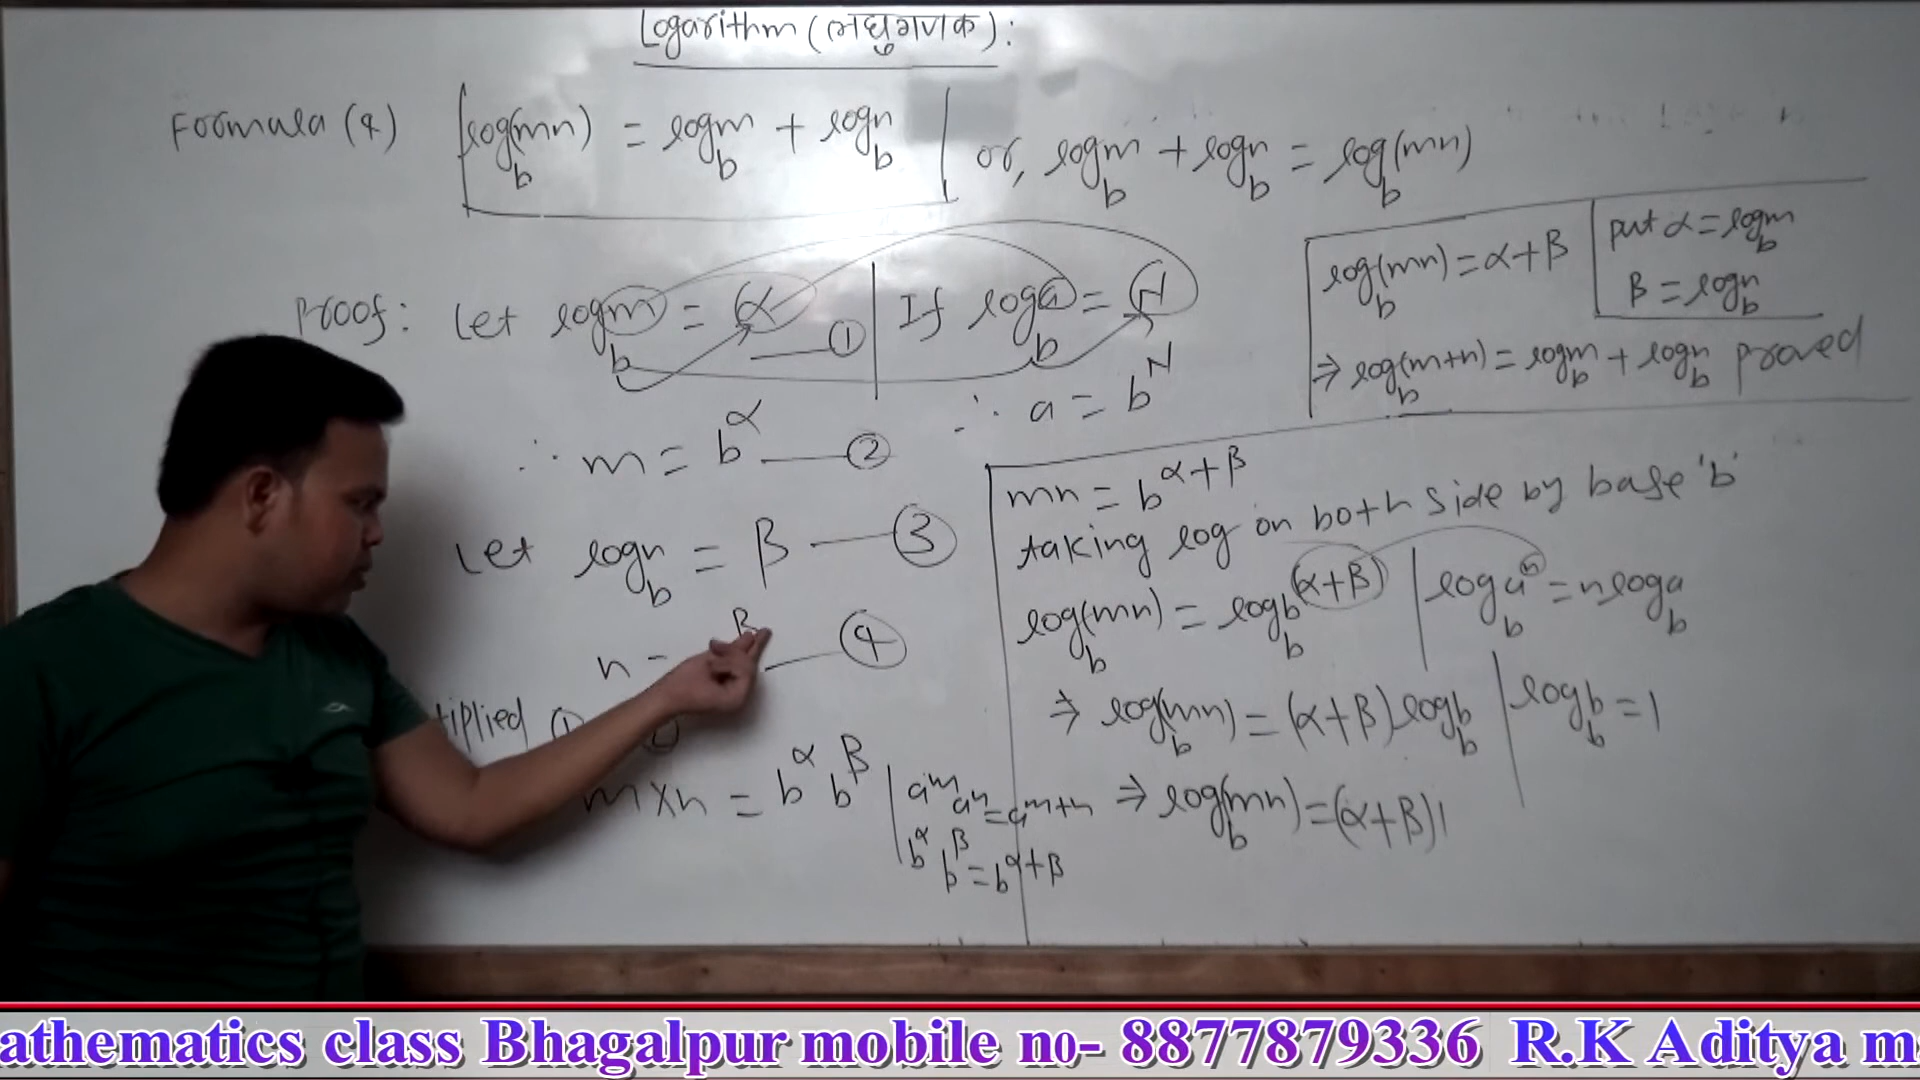 Logarithm (लघुगणक):
Formula (4) log_b(mn) = log_b m + log_b n or, log_b m + log_b n = log_b(mn)
Proof: Let log_b m = α —① If log_b a = N
∴ m = b^α —② ∴ a = b^N
Let log_b n = β —③
n = β —④
tiplied ①
m×n = b^α b^β
a^m a^n = a^{m+n}
b^α b^β = b^{α+β}
mn = b^{α+β}
taking log on both side by base 'b'
log_b(mn) = log_b b^{(α+β)} log_b a^n = n log_b a
⇒ log_b(mn) = (α+β) log_b b log_b b = 1
⇒ log_b(mn) = (α+β)1
log_b(mn) = α+β put α = log_b m
β = log_b n
⇒ log_b(m+n) = log_b m + log_b n proved
athematics class Bhagalpur mobile no- 8877879336 R.K Aditya m